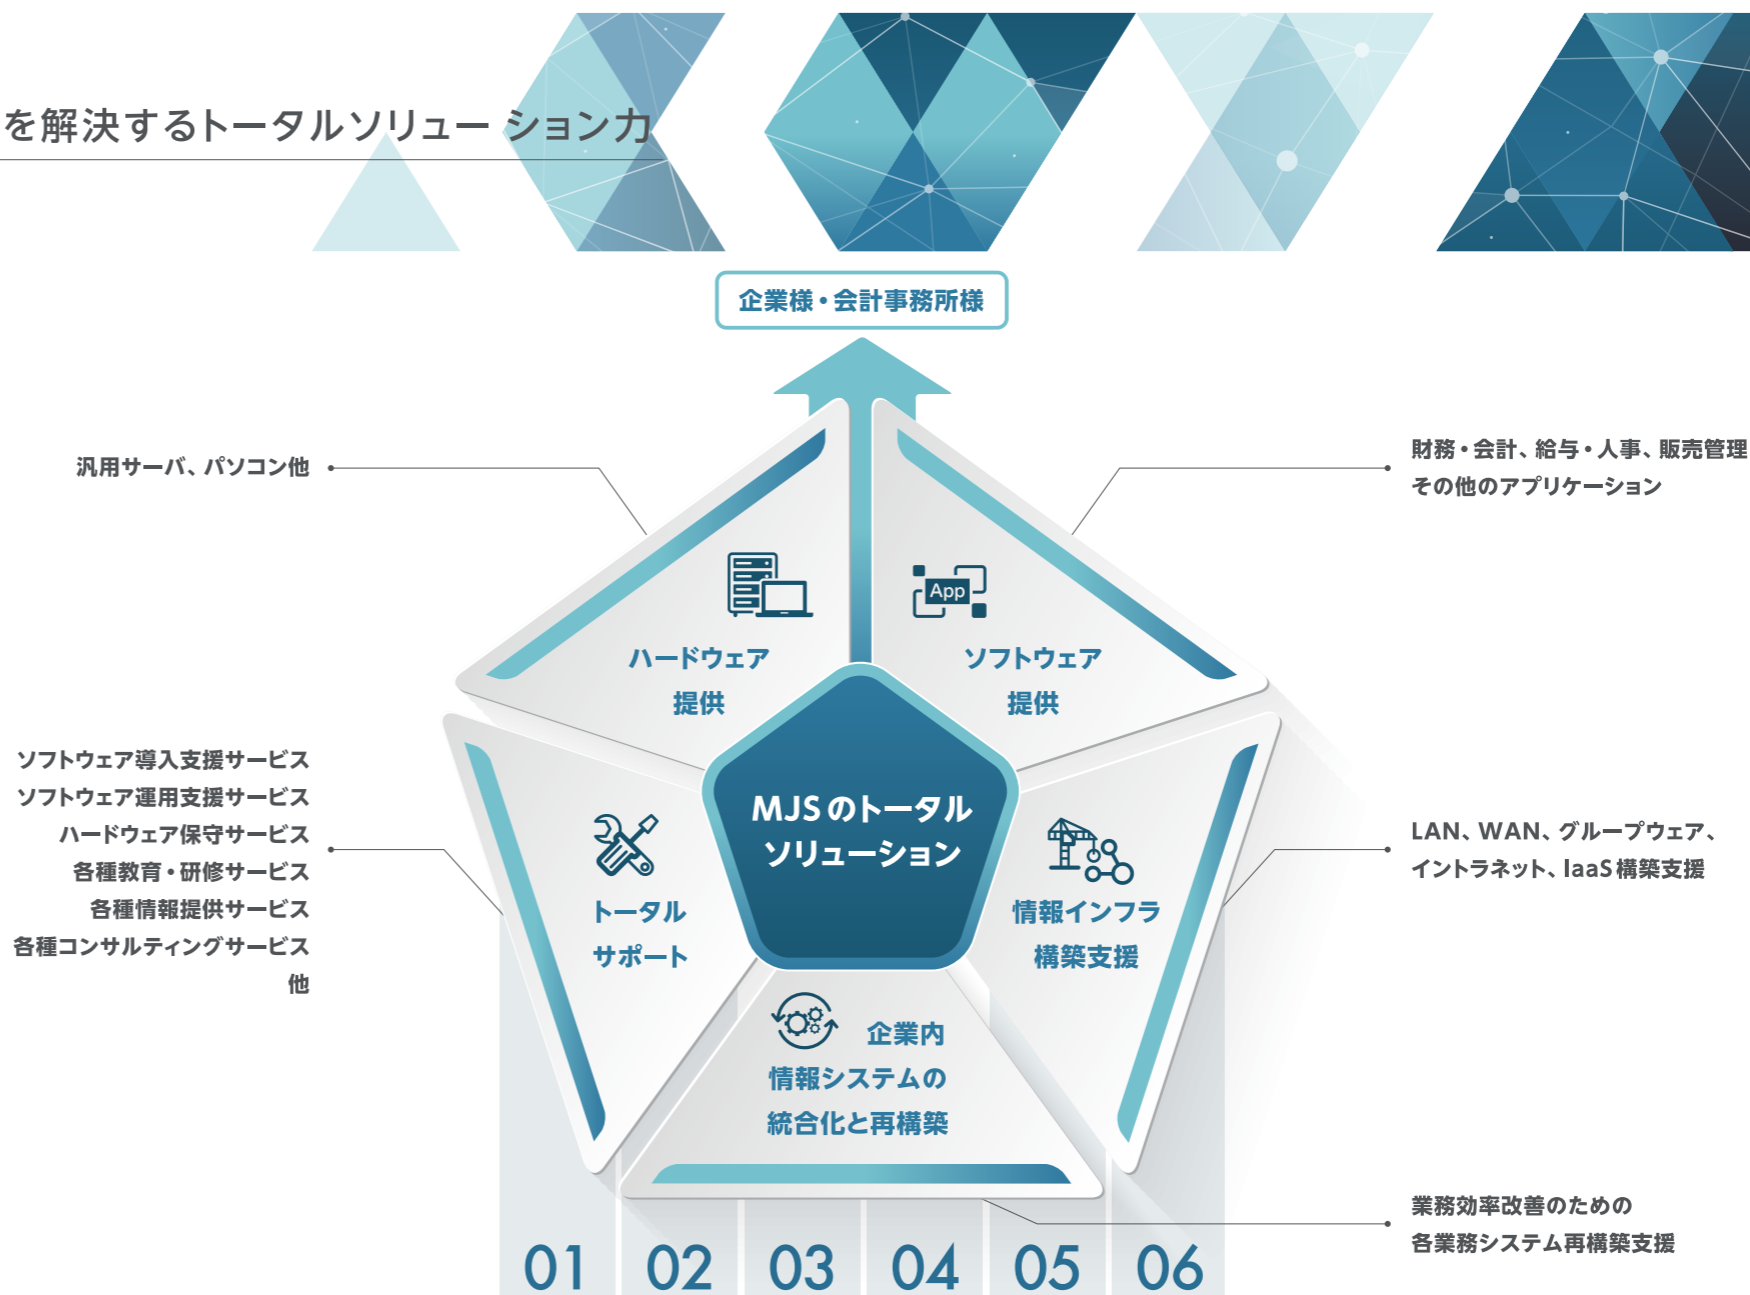 を解決するトータルソリューション力
企業様・会計事務所様
汎用サーバ、パソコン他
財務・会計、給与・人事、販売管理
その他のアプリケーション
App
ハードウェア
提供
ソフトウェア
提供
ソフトウェア導入支援サービス
ソフトウェア運用支援サービス
ハードウェア保守サービス
各種教育・研修サービス
各種情報提供サービス
各種コンサルティングサービス
他
MJSのトータル
ソリューション
LAN、WAN、グループウェア、
イントラネット、IaaS構築支援
トータル
サポート
情報インフラ
構築支援
企業内
情報システムの
統合化と再構築
業務効率改善のための
各業務システム再構築支援
01 02 03 04 05 06